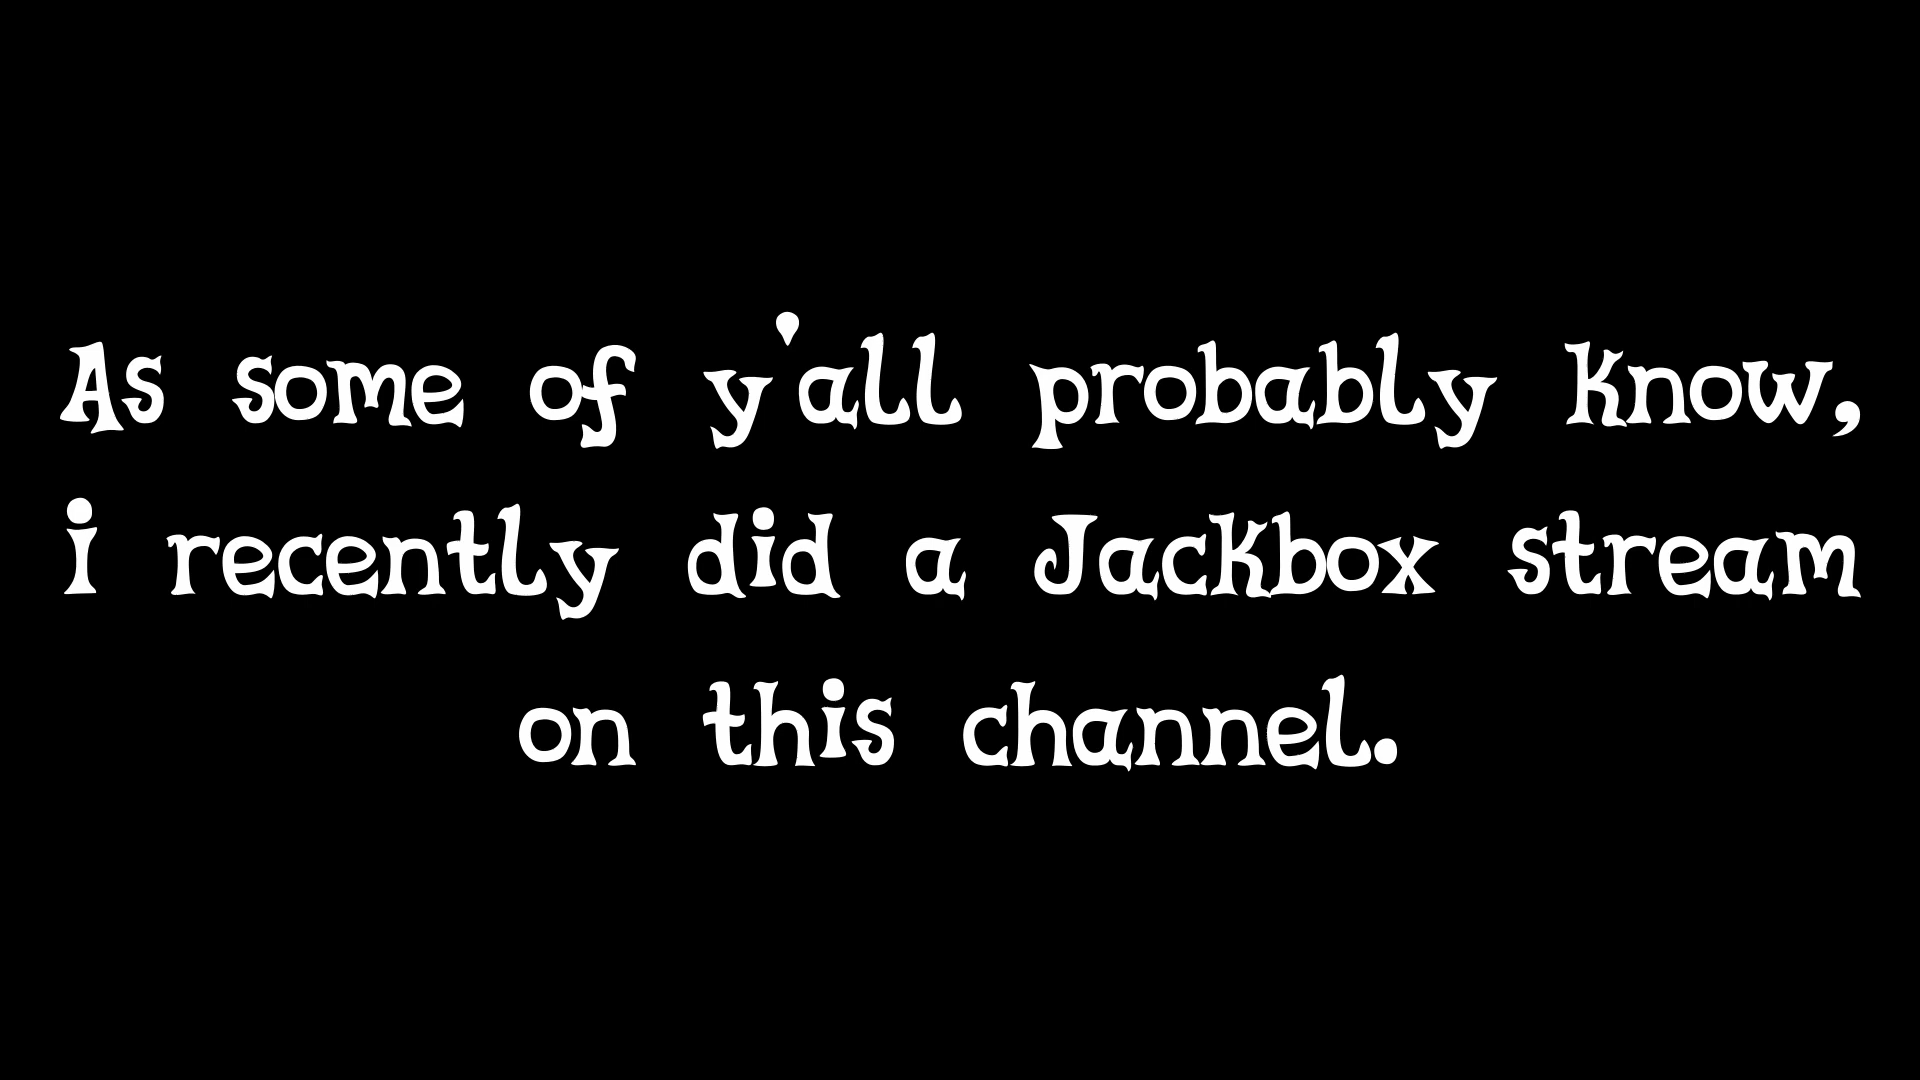 As some of y'all probably know,
i recently did a Jackbox stream
on this channel.